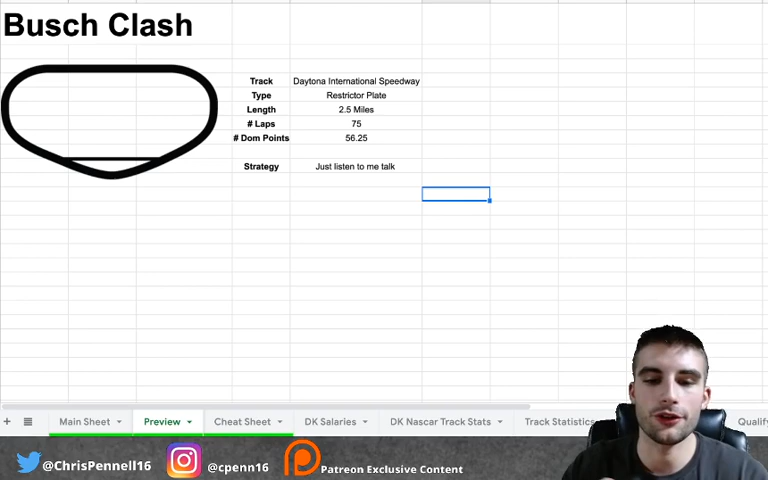 Busch Clash
Track Daytona International Speedway
Type Restrictor Plate
Length 2.5 Miles
# Laps 75
# Dom Points 56.25
Strategy Just listen to me talk
+ Main Sheet Preview Cheat Sheet DK Salaries DK Nascar Track Stats Track Statistics Qualify
@ChrisPennell16 @cpenn16 Patreon Exclusive Content